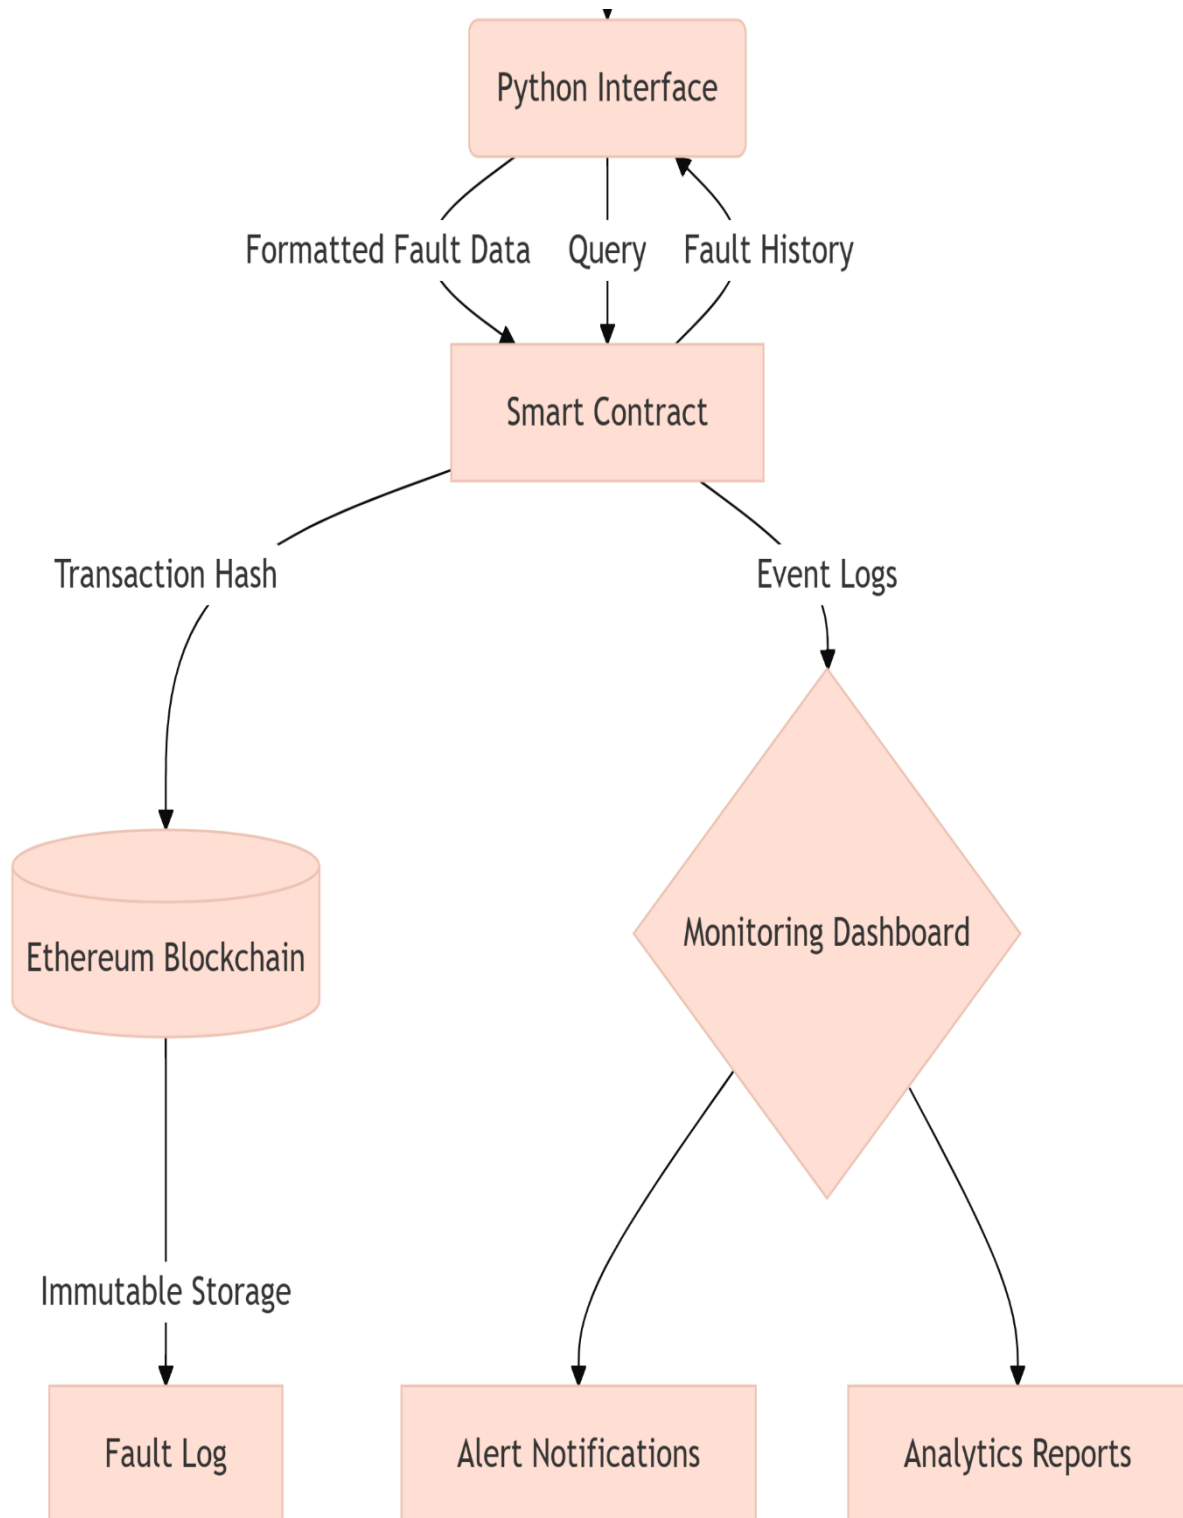 Python Interface
Formatted Fault Data
Query
Fault History
Smart Contract
Transaction Hash
Event Logs
Monitoring Dashboard
Ethereum Blockchain
Immutable Storage
Fault Log
Alert Notifications
Analytics Reports